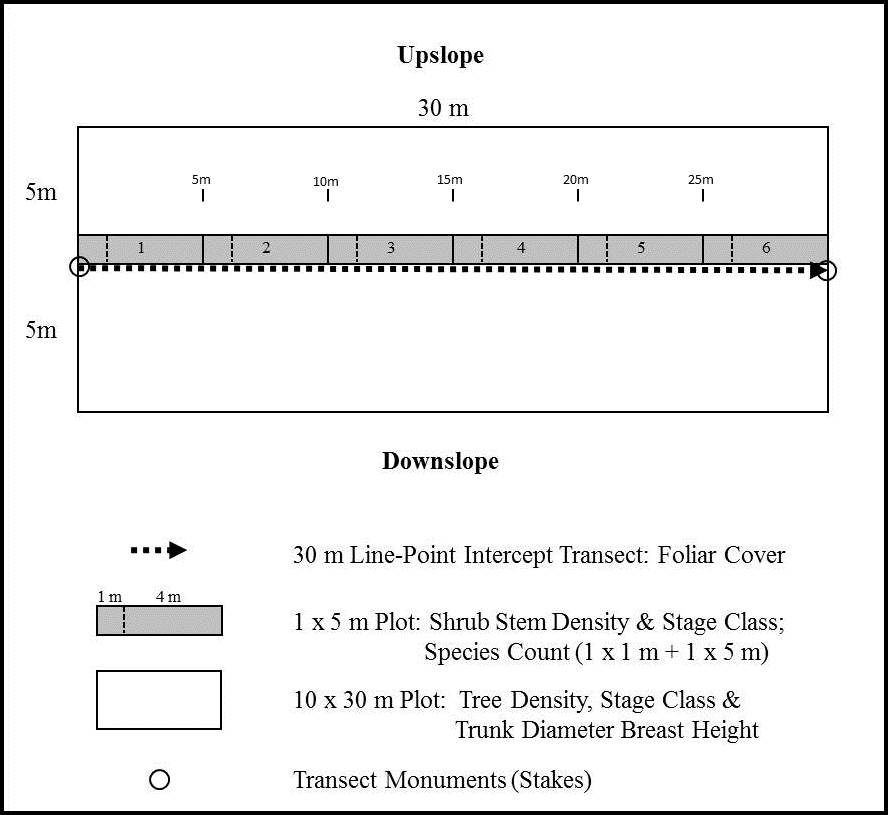 Upslope
30 m
5m
5m 10m 15m 20m 25m
1 2 3 4 5 6
5m
Downslope
30 m Line-Point Intercept Transect: Foliar Cover
1 m 4 m
1 x 5 m Plot: Shrub Stem Density & Stage Class;
Species Count (1 x 1 m + 1 x 5 m)
10 x 30 m Plot: Tree Density, Stage Class &
Trunk Diameter Breast Height
Transect Monuments (Stakes)